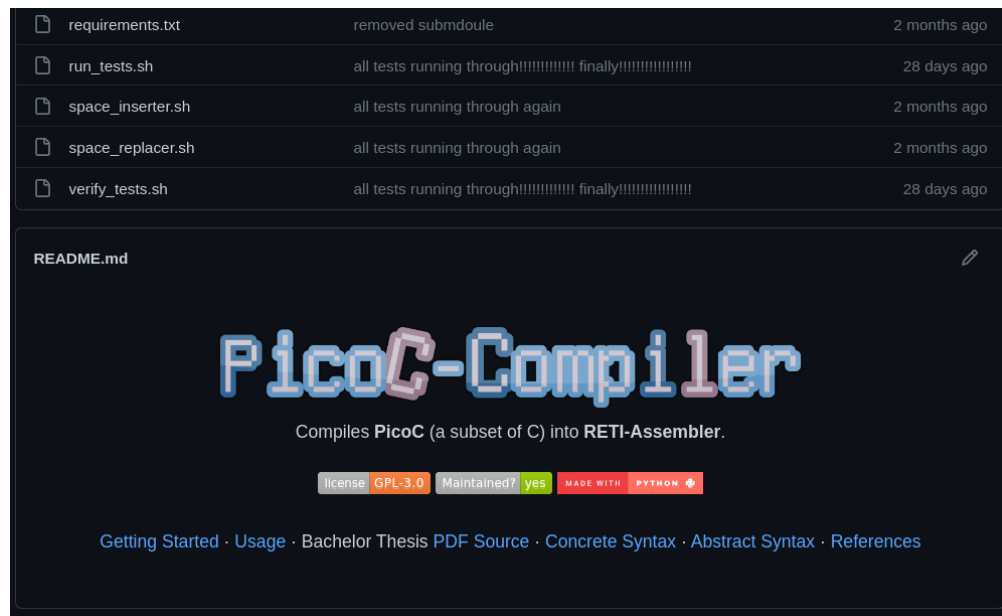 requirements.txt removed submdoule 2 months ago
run_tests.sh all tests running through!!!!!!!!!!!!! finally!!!!!!!!!!!!!!!!! 28 days ago
space_inserter.sh all tests running through again 2 months ago
space_replacer.sh all tests running through again 2 months ago
verify_tests.sh all tests running through!!!!!!!!!!!!! finally!!!!!!!!!!!!!!!!! 28 days ago
README.md
PicoC-Compiler
Compiles PicoC (a subset of C) into RETI-Assembler.
license GPL-3.0 Maintained? yes MADE WITH PYTHON
Getting Started · Usage · Bachelor Thesis PDF Source · Concrete Syntax · Abstract Syntax · References